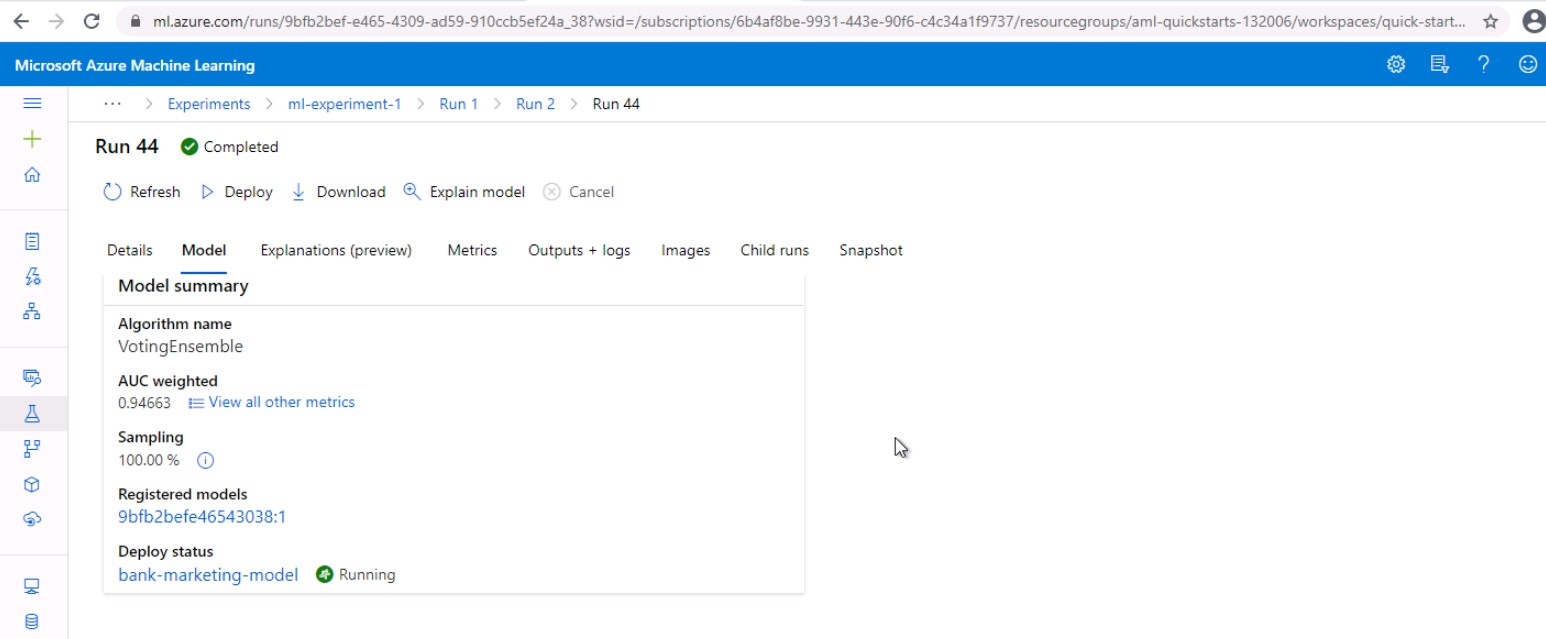 ml.azure.com/runs/9bfb2bef-e465-4309-ad59-910ccb5ef24a_38?wsid=/subscriptions/6b4af8be-9931-443e-90f6-c4c34a1f9737/resourcegroups/aml-quickstarts-132006/workspaces/quick-start...
Microsoft Azure Machine Learning
··· > Experiments > ml-experiment-1 > Run 1 > Run 2 > Run 44
Run 44 Completed
Refresh Deploy Download Explain model Cancel
Details Model Explanations (preview) Metrics Outputs + logs Images Child runs Snapshot
Model summary
Algorithm name
VotingEnsemble
AUC weighted
0.94663 View all other metrics
Sampling
100.00 %
Registered models
9bfb2befe46543038:1
Deploy status
bank-marketing-model Running